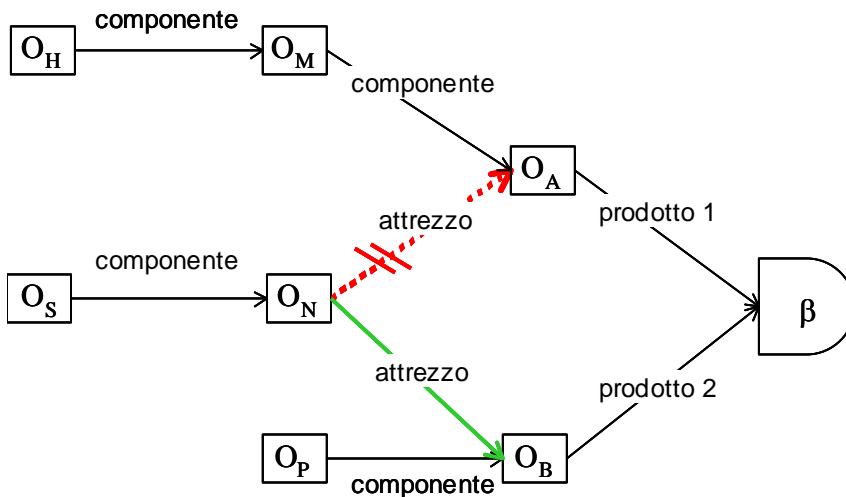 componente
O_H
O_M
componente
O_A
prodotto 1
attrezzo
componente
O_S
O_N
β
attrezzo
prodotto 2
O_P
O_B
componente